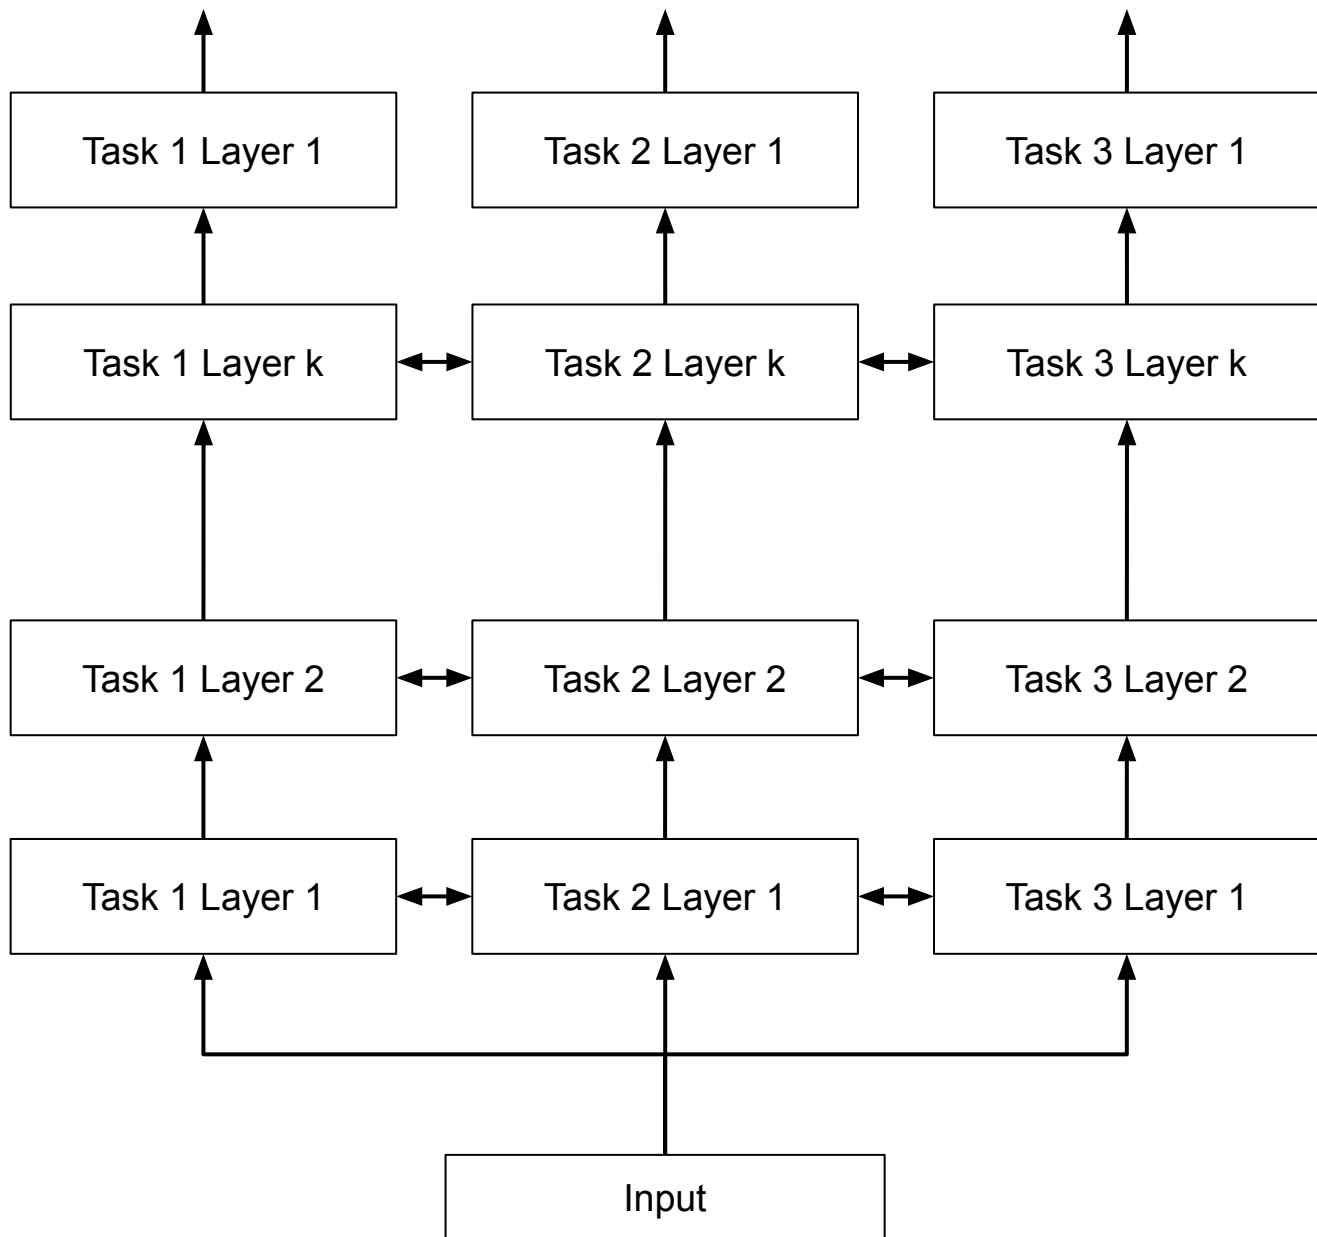 Task 1 Layer 1
Task 2 Layer 1
Task 3 Layer 1
Task 1 Layer k
Task 2 Layer k
Task 3 Layer k
Task 1 Layer 2
Task 2 Layer 2
Task 3 Layer 2
Task 1 Layer 1
Task 2 Layer 1
Task 3 Layer 1
Input